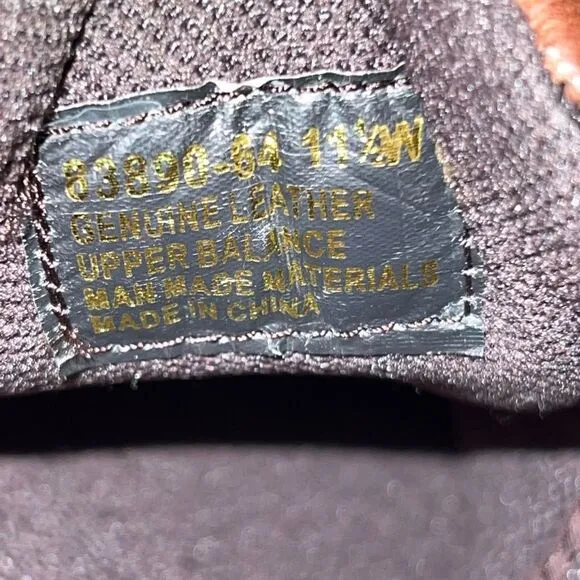 83890-64 11½W
GENUINE LEATHER
UPPER BALANCE
MAN MADE MATERIALS
MADE IN CHINA